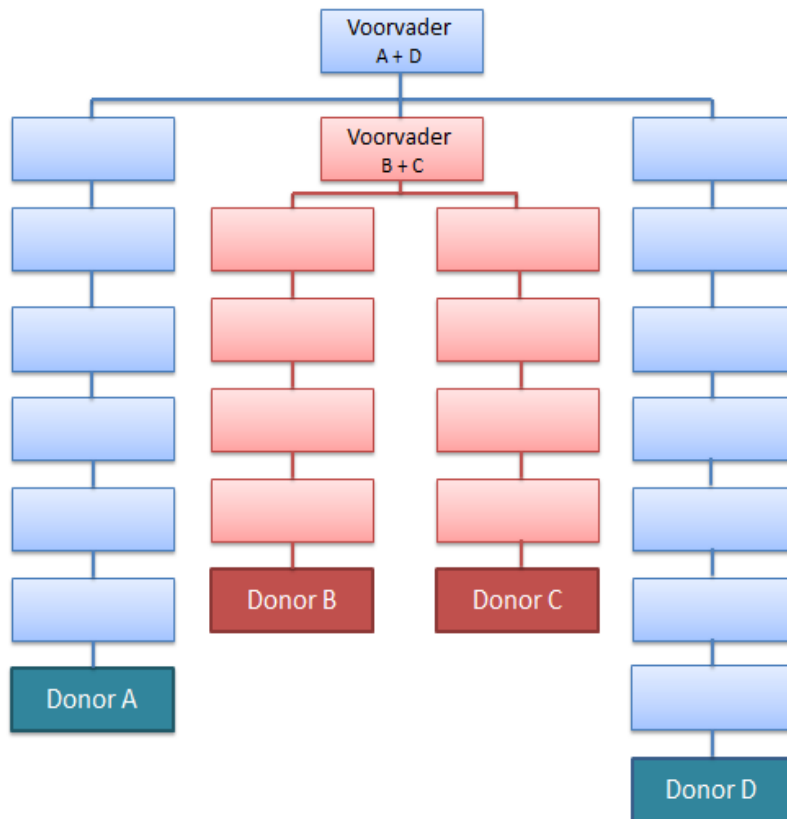 Voorvader
A + D
Voorvader
B + C
Donor B
Donor C
Donor A
Donor D